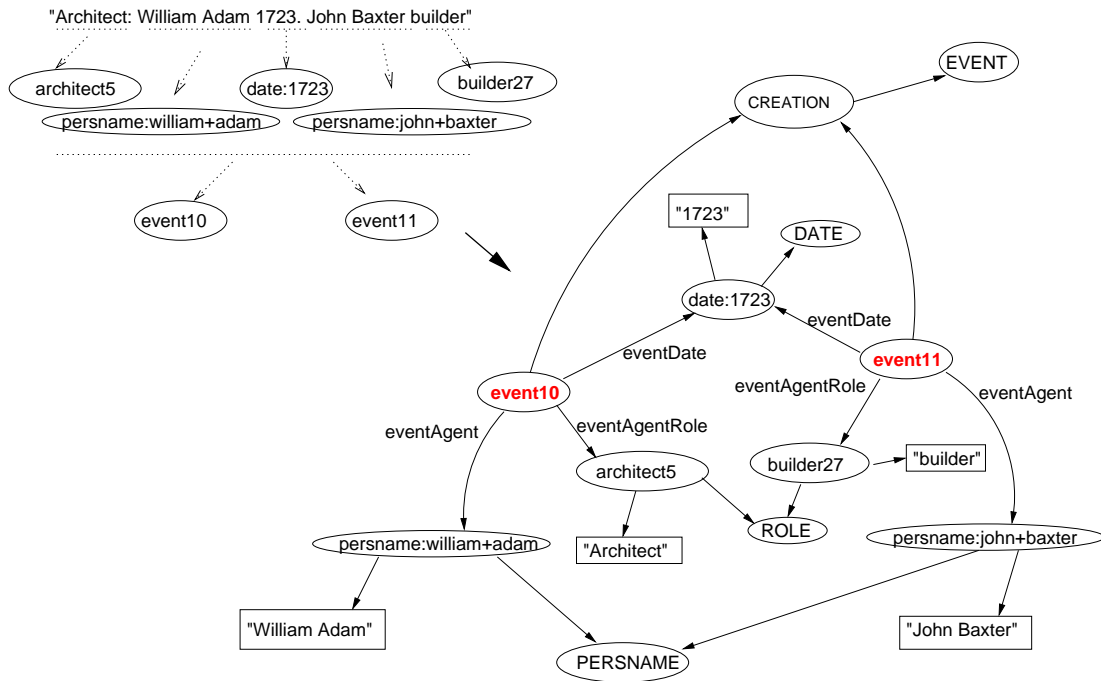 "Architect: William Adam 1723. John Baxter builder"
architect5
date:1723
builder27
persname:william+adam
persname:john+baxter
event10
event11
EVENT
CREATION
"1723"
DATE
date:1723
eventDate
eventDate
event11
event10
eventAgentRole
eventAgent
eventAgent
eventAgentRole
architect5
builder27
"builder"
ROLE
persname:william+adam
"Architect"
persname:john+baxter
"William Adam"
"John Baxter"
PERSNAME